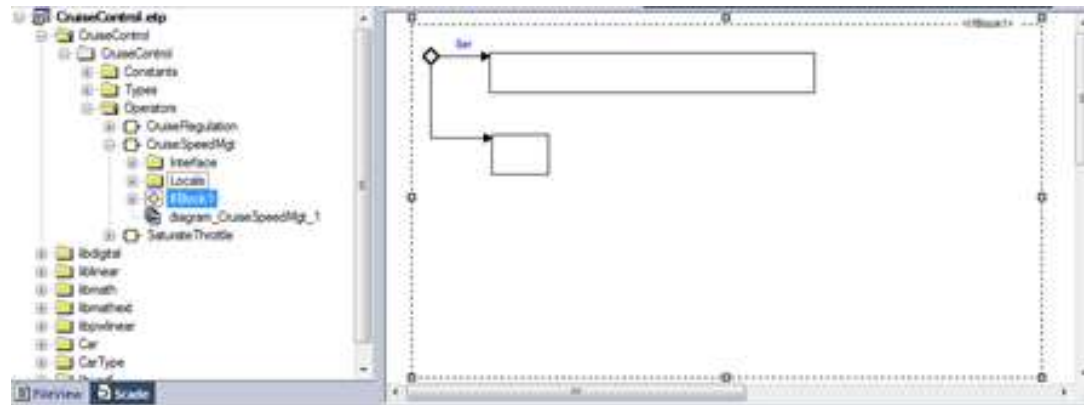 CruiseControl.etp
CruiseControl
CruiseControl
Constants
Types
Operators
CruiseRegulation
CruiseSpeedMgt
Interface
Locals
IfBlock1
diagram_CruiseSpeedMgt_1
SaturateThrottle
libdigital
liblinear
libmath
libmathext
libpwlinear
Car
CarType
FileView
Scade
<IfBlock1>
Set